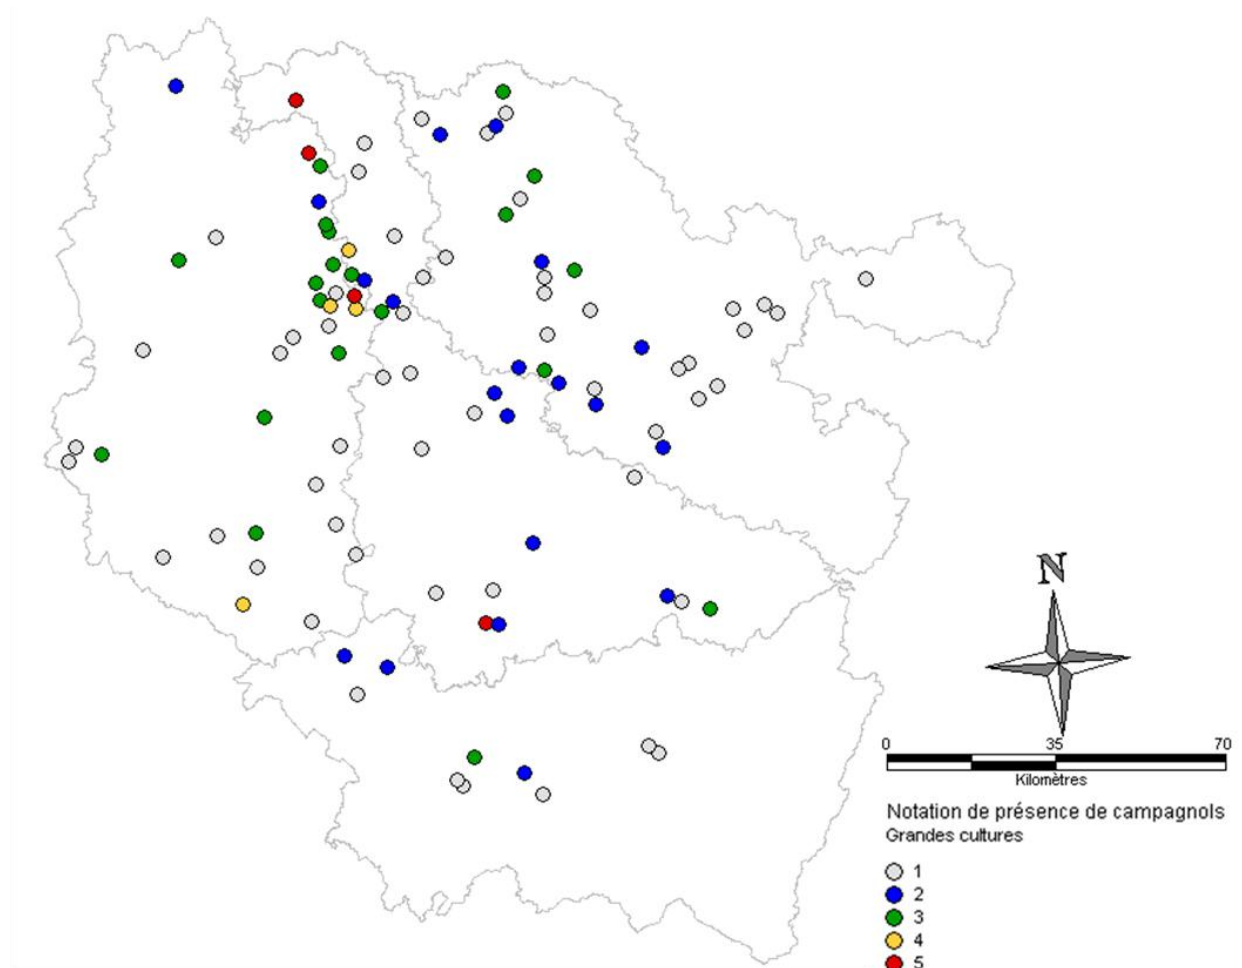 N
0 35 70
Kilomètres
Notation de présence de campagnols
Grandes cultures
1
2
3
4
5